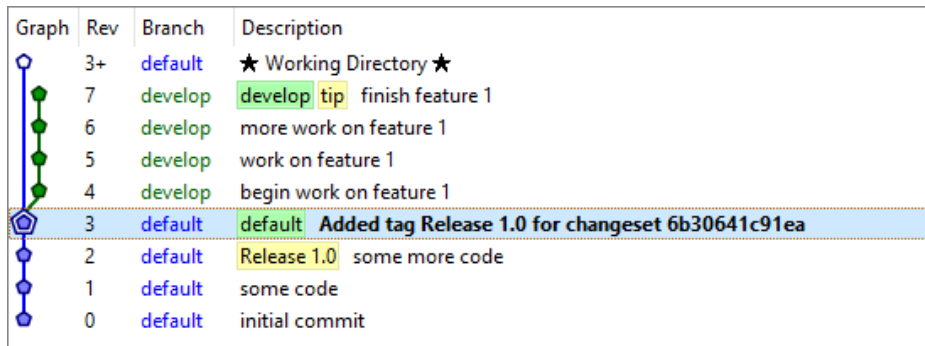 Graph Rev Branch Description
3+ default ★ Working Directory ★
7 develop develop tip finish feature 1
6 develop more work on feature 1
5 develop work on feature 1
4 develop begin work on feature 1
3 default default Added tag Release 1.0 for changeset 6b30641c91ea
2 default Release 1.0 some more code
1 default some code
0 default initial commit